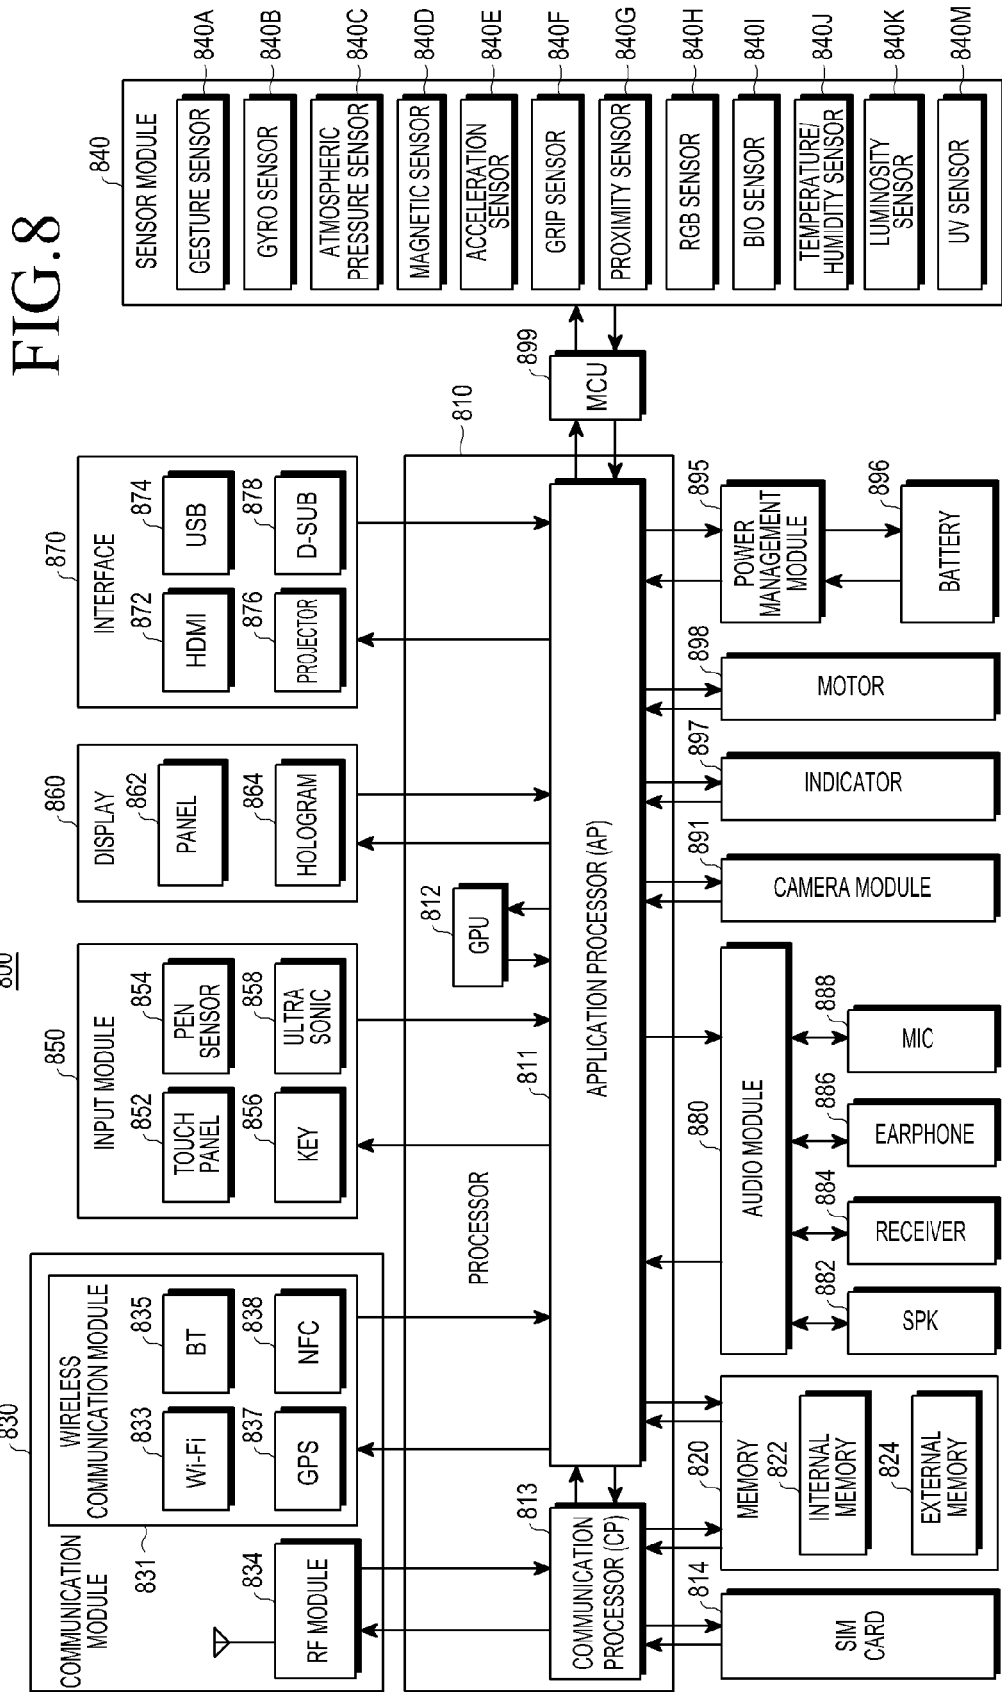 FIG.8
800
830
COMMUNICATION
MODULE
831
WIRELESS
COMMUNICATION MODULE
833
Wi-Fi
835
BT
837
GPS
838
NFC
834
RF MODULE
850
INPUT MODULE
852
TOUCH
PANEL
854
PEN
SENSOR
856
KEY
858
ULTRA
SONIC
860
DISPLAY
862
PANEL
864
HOLOGRAM
870
INTERFACE
872
HDMI
874
USB
876
PROJECTOR
878
D-SUB
810
PROCESSOR
811
APPLICATION PROCESSOR (AP)
812
GPU
813
COMMUNICATION
PROCESSOR (CP)
899
MCU
840
SENSOR MODULE
GESTURE SENSOR
840A
GYRO SENSOR
840B
ATMOSPHERIC
PRESSURE SENSOR
840C
MAGNETIC SENSOR
840D
ACCELERATION
SENSOR
840E
GRIP SENSOR
840F
PROXIMITY SENSOR
840G
RGB SENSOR
840H
BIO SENSOR
840I
TEMPERATURE/
HUMIDITY SENSOR
840J
LUMINOSITY
SENSOR
840K
UV SENSOR
840M
814
SIM
CARD
820
MEMORY
822
INTERNAL
MEMORY
824
EXTERNAL
MEMORY
880
AUDIO MODULE
882
SPK
884
RECEIVER
886
EARPHONE
888
MIC
891
CAMERA MODULE
897
INDICATOR
898
MOTOR
895
POWER
MANAGEMENT
MODULE
896
BATTERY